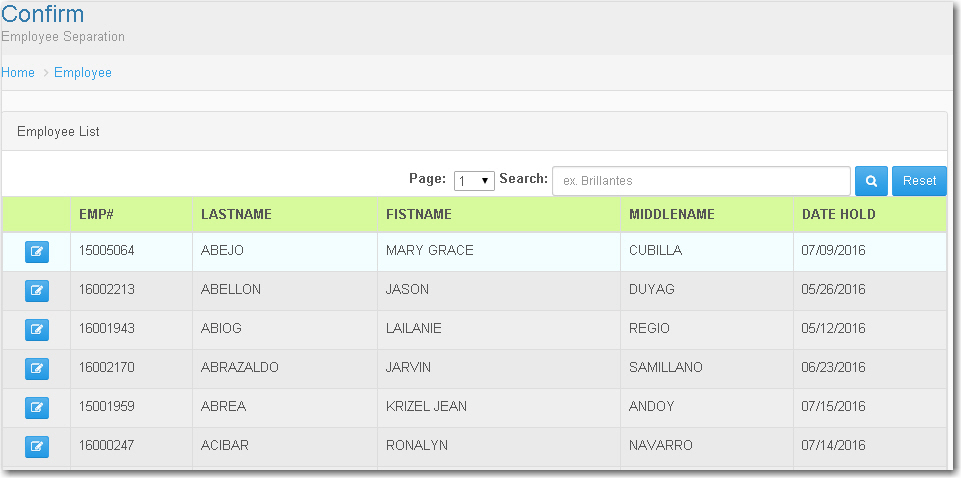 Confirm
Employee Separation
Home > Employee
Employee List
Page: 1 Search: ex. Brillantes Reset
EMP# LASTNAME FISTNAME MIDDLENAME DATE HOLD
15005064 ABEJO MARY GRACE CUBILLA 07/09/2016
16002213 ABELLON JASON DUYAG 05/26/2016
16001943 ABIOG LAILANIE REGIO 05/12/2016
16002170 ABRAZALDO JARVIN SAMILLANO 06/23/2016
15001959 ABREA KRIZEL JEAN ANDOY 07/15/2016
16000247 ACIBAR RONALYN NAVARRO 07/14/2016